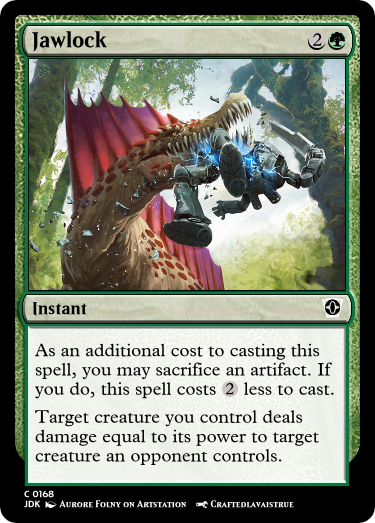 Jawlock 2
Instant
As an additional cost to casting this
spell, you may sacrifice an artifact. If
you do, this spell costs 2 less to cast.
Target creature you control deals
damage equal to its power to target
creature an opponent controls.
C 0168
JDK Aurore Folny on Artstation Craftedlavaistrue